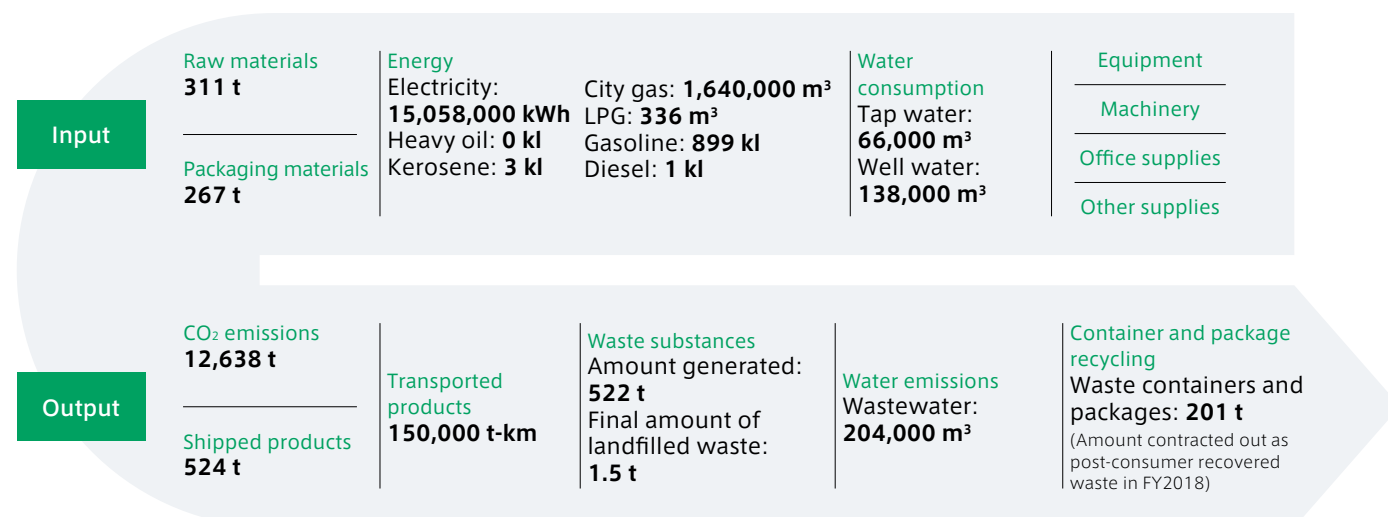 Input
Raw materials
311 t
Packaging materials
267 t
Energy
Electricity:
15,058,000 kWh
Heavy oil: 0 kl
Kerosene: 3 kl
City gas: 1,640,000 m³
LPG: 336 m³
Gasoline: 899 kl
Diesel: 1 kl
Water
consumption
Tap water:
66,000 m³
Well water:
138,000 m³
Equipment
Machinery
Office supplies
Other supplies
Output
CO₂ emissions
12,638 t
Shipped products
524 t
Transported
products
150,000 t-km
Waste substances
Amount generated:
522 t
Final amount of
landfilled waste:
1.5 t
Water emissions
Wastewater:
204,000 m³
Container and package
recycling
Waste containers and
packages: 201 t
(Amount contracted out as
post-consumer recovered
waste in FY2018)